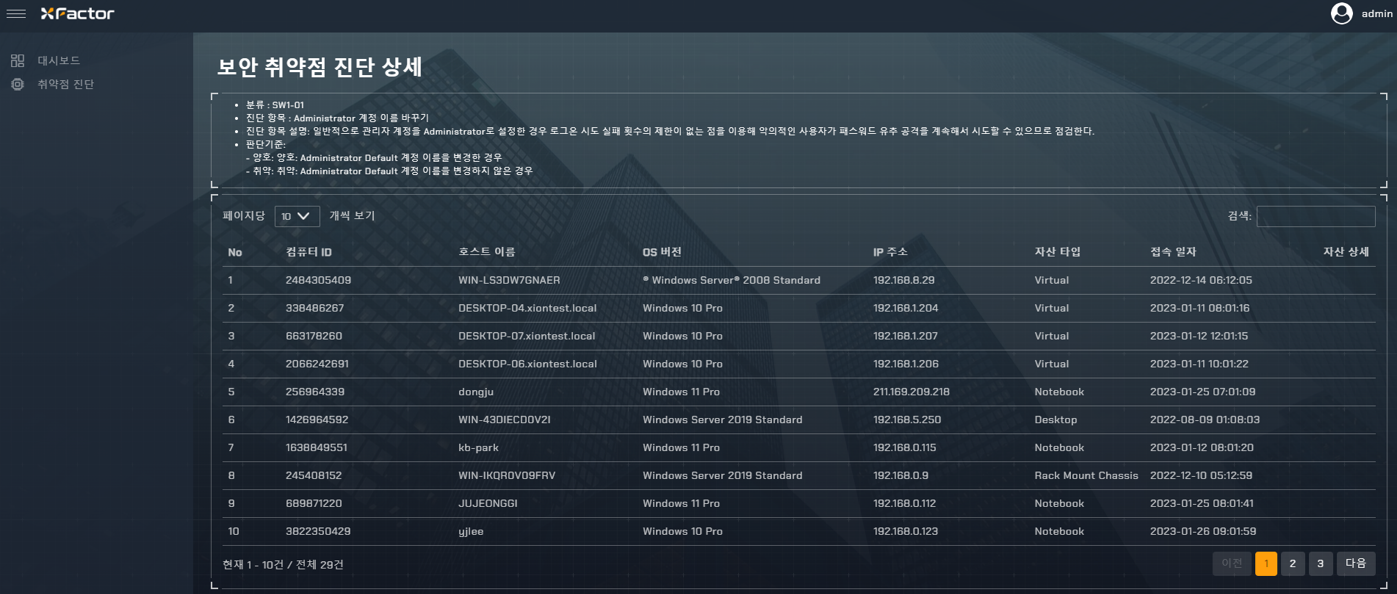 XFactor
admin
대시보드
취약점 진단
보안 취약점 진단 상세
• 분류 : SW1-01
• 진단 항목 : Administrator 계정 이름 바꾸기
• 진단 항목 설명: 일반적으로 관리자 계정을 Administrator로 설정한 경우 로그온 시도 실패 횟수의 제한이 없는 점을 이용해 악의적인 사용자가 패스워드 유추 공격을 계속해서 시도할 수 있으므로 점검한다.
• 판단기준:
- 양호: 양호: Administrator Default 계정 이름를 변경한 경우
- 취약: 취약: Administrator Default 계정 이름를 변경하지 않은 경우
페이지당 10 개씩 보기 검색:
No 컴퓨터 ID 호스트 이름 OS 버전 IP 주소 자산 타입 접속 일자 자산 상세
1 2484305409 WIN-LS3DW7GNAER ® Windows Server® 2008 Standard 192.168.8.29 Virtual 2022-12-14 06:12:05
2 338486267 DESKTOP-04.xiontest.local Windows 10 Pro 192.168.1.204 Virtual 2023-01-11 08:01:16
3 663178260 DESKTOP-07.xiontest.local Windows 10 Pro 192.168.1.207 Virtual 2023-01-12 12:01:15
4 2066242691 DESKTOP-06.xiontest.local Windows 10 Pro 192.168.1.206 Virtual 2023-01-11 10:01:22
5 256964339 dongju Windows 11 Pro 211.169.209.218 Notebook 2023-01-25 07:01:09
6 1426964592 WIN-43DIECD0V2I Windows Server 2019 Standard 192.168.5.250 Desktop 2022-08-09 01:08:03
7 1638849551 kb-park Windows 11 Pro 192.168.0.115 Notebook 2023-01-12 08:01:20
8 245408152 WIN-IKQR0V09FRV Windows Server 2019 Standard 192.168.0.9 Rack Mount Chassis 2022-12-10 05:12:59
9 689871220 JUJEONGGI Windows 11 Pro 192.168.0.112 Notebook 2023-01-25 08:01:41
10 3822350429 yjlee Windows 10 Pro 192.168.0.123 Notebook 2023-01-26 09:01:59
현재 1 - 10건 / 전체 29건 이전 1 2 3 다음